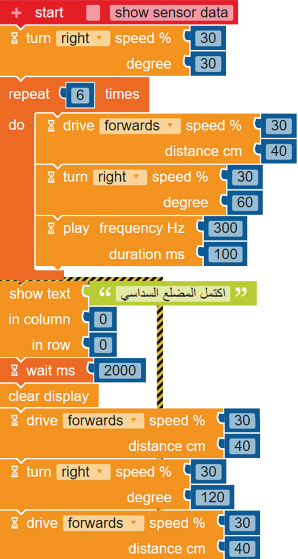 + start show sensor data
turn right speed % 30
degree 30
repeat 6 times
do drive forwards speed % 30
distance cm 40
turn right speed % 30
degree 60
play frequency Hz 300
duration ms 100
show text “ اكتمل المضلع السداسي ”
in column 0
in row 0
wait ms 2000
clear display
drive forwards speed % 30
distance cm 40
turn right speed % 30
degree 120
drive forwards speed % 30
distance cm 40